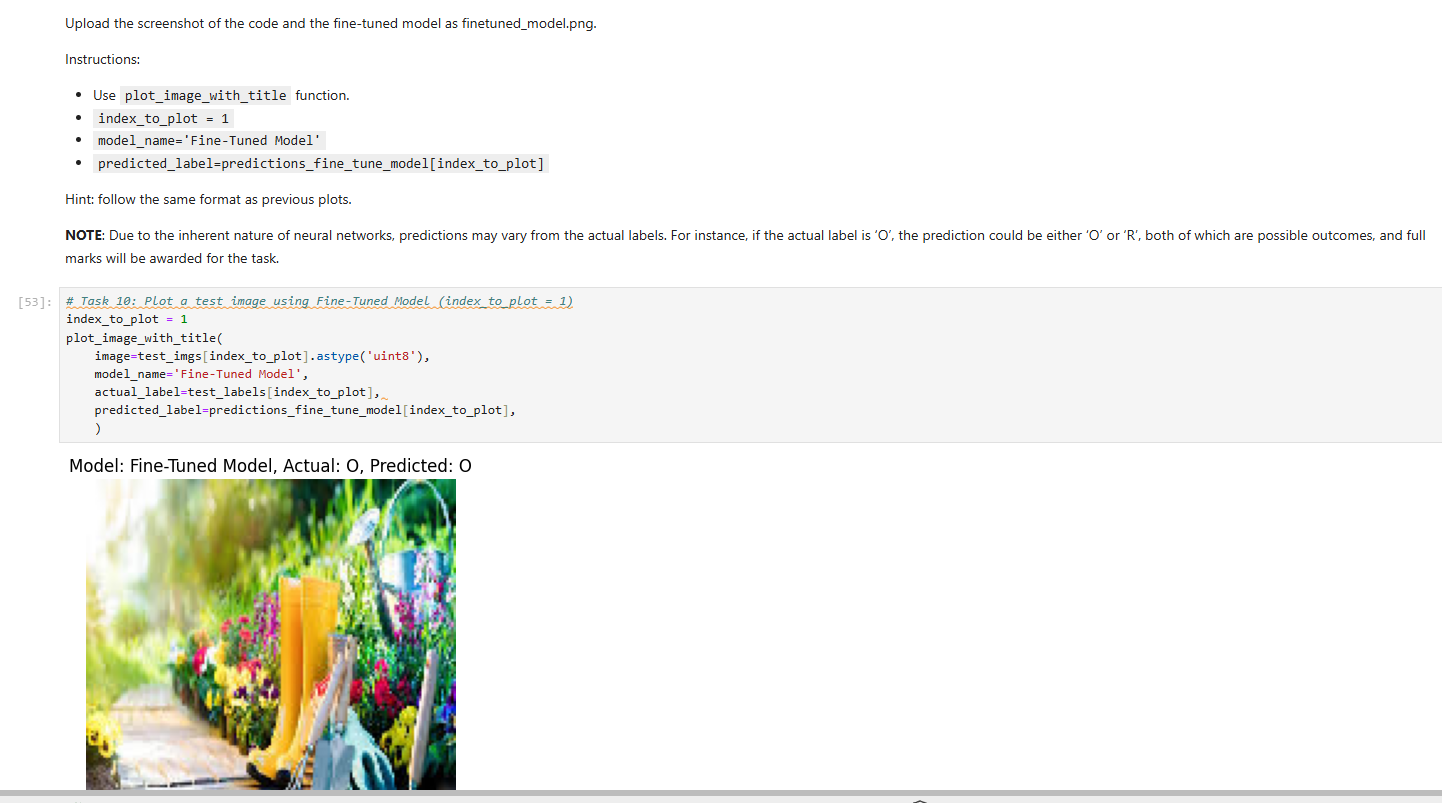 Upload the screenshot of the code and the fine-tuned model as finetuned_model.png.
Instructions:
• Use plot_image_with_title function.
• index_to_plot = 1
• model_name='Fine-Tuned Model'
• predicted_label=predictions_fine_tune_model[index_to_plot]
Hint: follow the same format as previous plots.
NOTE: Due to the inherent nature of neural networks, predictions may vary from the actual labels. For instance, if the actual label is ‘O’, the prediction could be either ‘O’ or ‘R’, both of which are possible outcomes, and full
marks will be awarded for the task.
[53]: # Task 10: Plot a test image using Fine-Tuned Model (index_to_plot = 1)
index_to_plot = 1
plot_image_with_title(
    image=test_imgs[index_to_plot].astype('uint8'),
    model_name='Fine-Tuned Model',
    actual_label=test_labels[index_to_plot],
    predicted_label=predictions_fine_tune_model[index_to_plot],
    )
Model: Fine-Tuned Model, Actual: O, Predicted: O